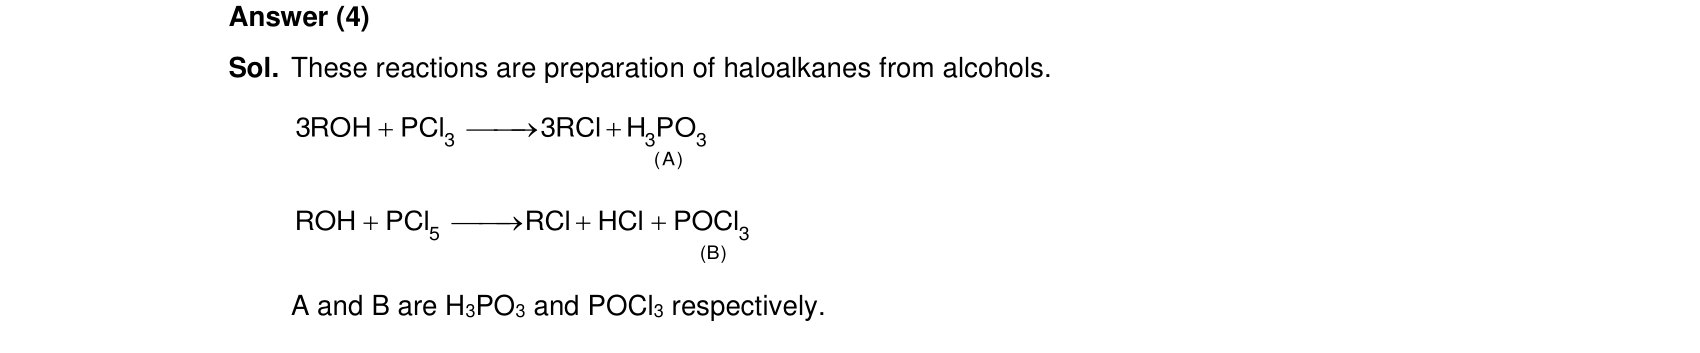 Answer (4)
Sol. These reactions are preparation of haloalkanes from alcohols.
3ROH + PCl₃ ⟶ 3RCl + H₃PO₃
(A)
ROH + PCl₅ ⟶ RCl + HCl + POCl₃
(B)
A and B are H₃PO₃ and POCl₃ respectively.